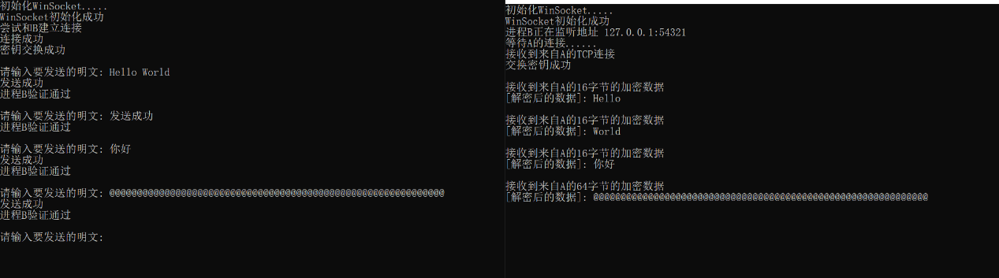 初始化WinSocket.....
WinSocket初始化成功
尝试和B建立连接
连接成功
密钥交换成功
请输入要发送的明文: Hello World
发送成功
进程B验证通过
请输入要发送的明文: 发送成功
进程B验证通过
请输入要发送的明文: 你好
发送成功
进程B验证通过
请输入要发送的明文: @@@@@@@@@@@@@@@@@@@@@@@@@@@@@@@@@@@@@@@@@@@@@@@@@@@@@@@@@@@@@
发送成功
进程B验证通过
请输入要发送的明文:
初始化WinSocket.....
WinSocket初始化成功
进程B正在监听地址 127.0.0.1:54321
等待A的连接......
接收到来自A的TCP连接
交换密钥成功
接收到来自A的16字节的加密数据
[解密后的数据]: Hello
接收到来自A的16字节的加密数据
[解密后的数据]: World
接收到来自A的16字节的加密数据
[解密后的数据]: 你好
接收到来自A的64字节的加密数据
[解密后的数据]: @@@@@@@@@@@@@@@@@@@@@@@@@@@@@@@@@@@@@@@@@@@@@@@@@@@@@@@@@@@@@